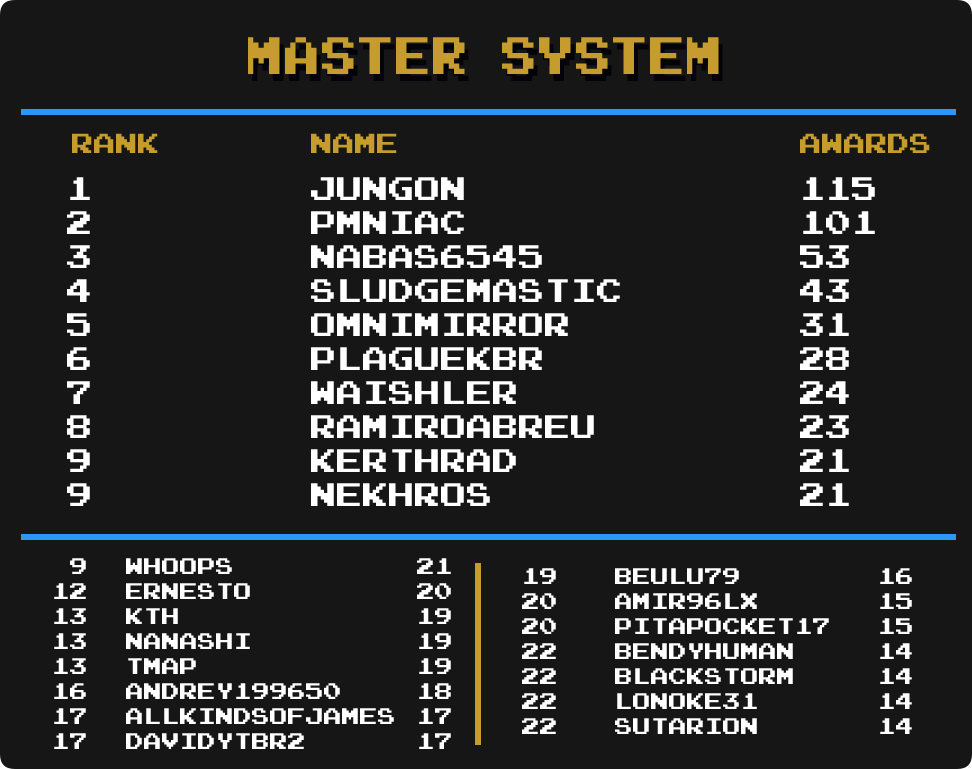 MASTER SYSTEM
RANK NAME AWARDS
1 JUNGON 115
2 PMNIAC 101
3 NABAS6545 53
4 SLUDGEMASTIC 43
5 OMNIMIRROR 31
6 PLAGUEKBR 28
7 WAISHLER 24
8 RAMIROABREU 23
9 KERTHRAD 21
9 NEKHROS 21
9 WHOOPS 21
12 ERNESTO 20
13 KTH 19
13 NANASHI 19
13 TMAP 19
16 ANDREY199650 18
17 ALLKINDSOFJAMES 17
17 DAVIDYTBR2 17
19 BEULU79 16
20 AMIR96LX 15
20 PITAPOCKET17 15
22 BENDYHUMAN 14
22 BLACKSTORM 14
22 LONOKE31 14
22 SUTARION 14